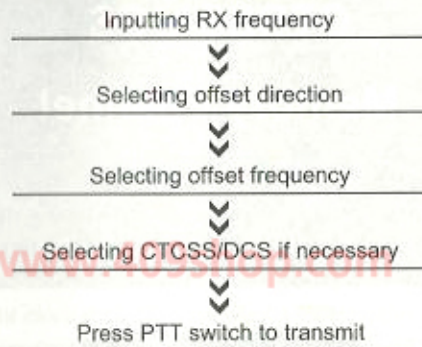 Inputting RX frequency
Selecting offset direction
Selecting offset frequency
Selecting CTCSS/DCS if necessary
www.409shop.com
Press PTT switch to transmit